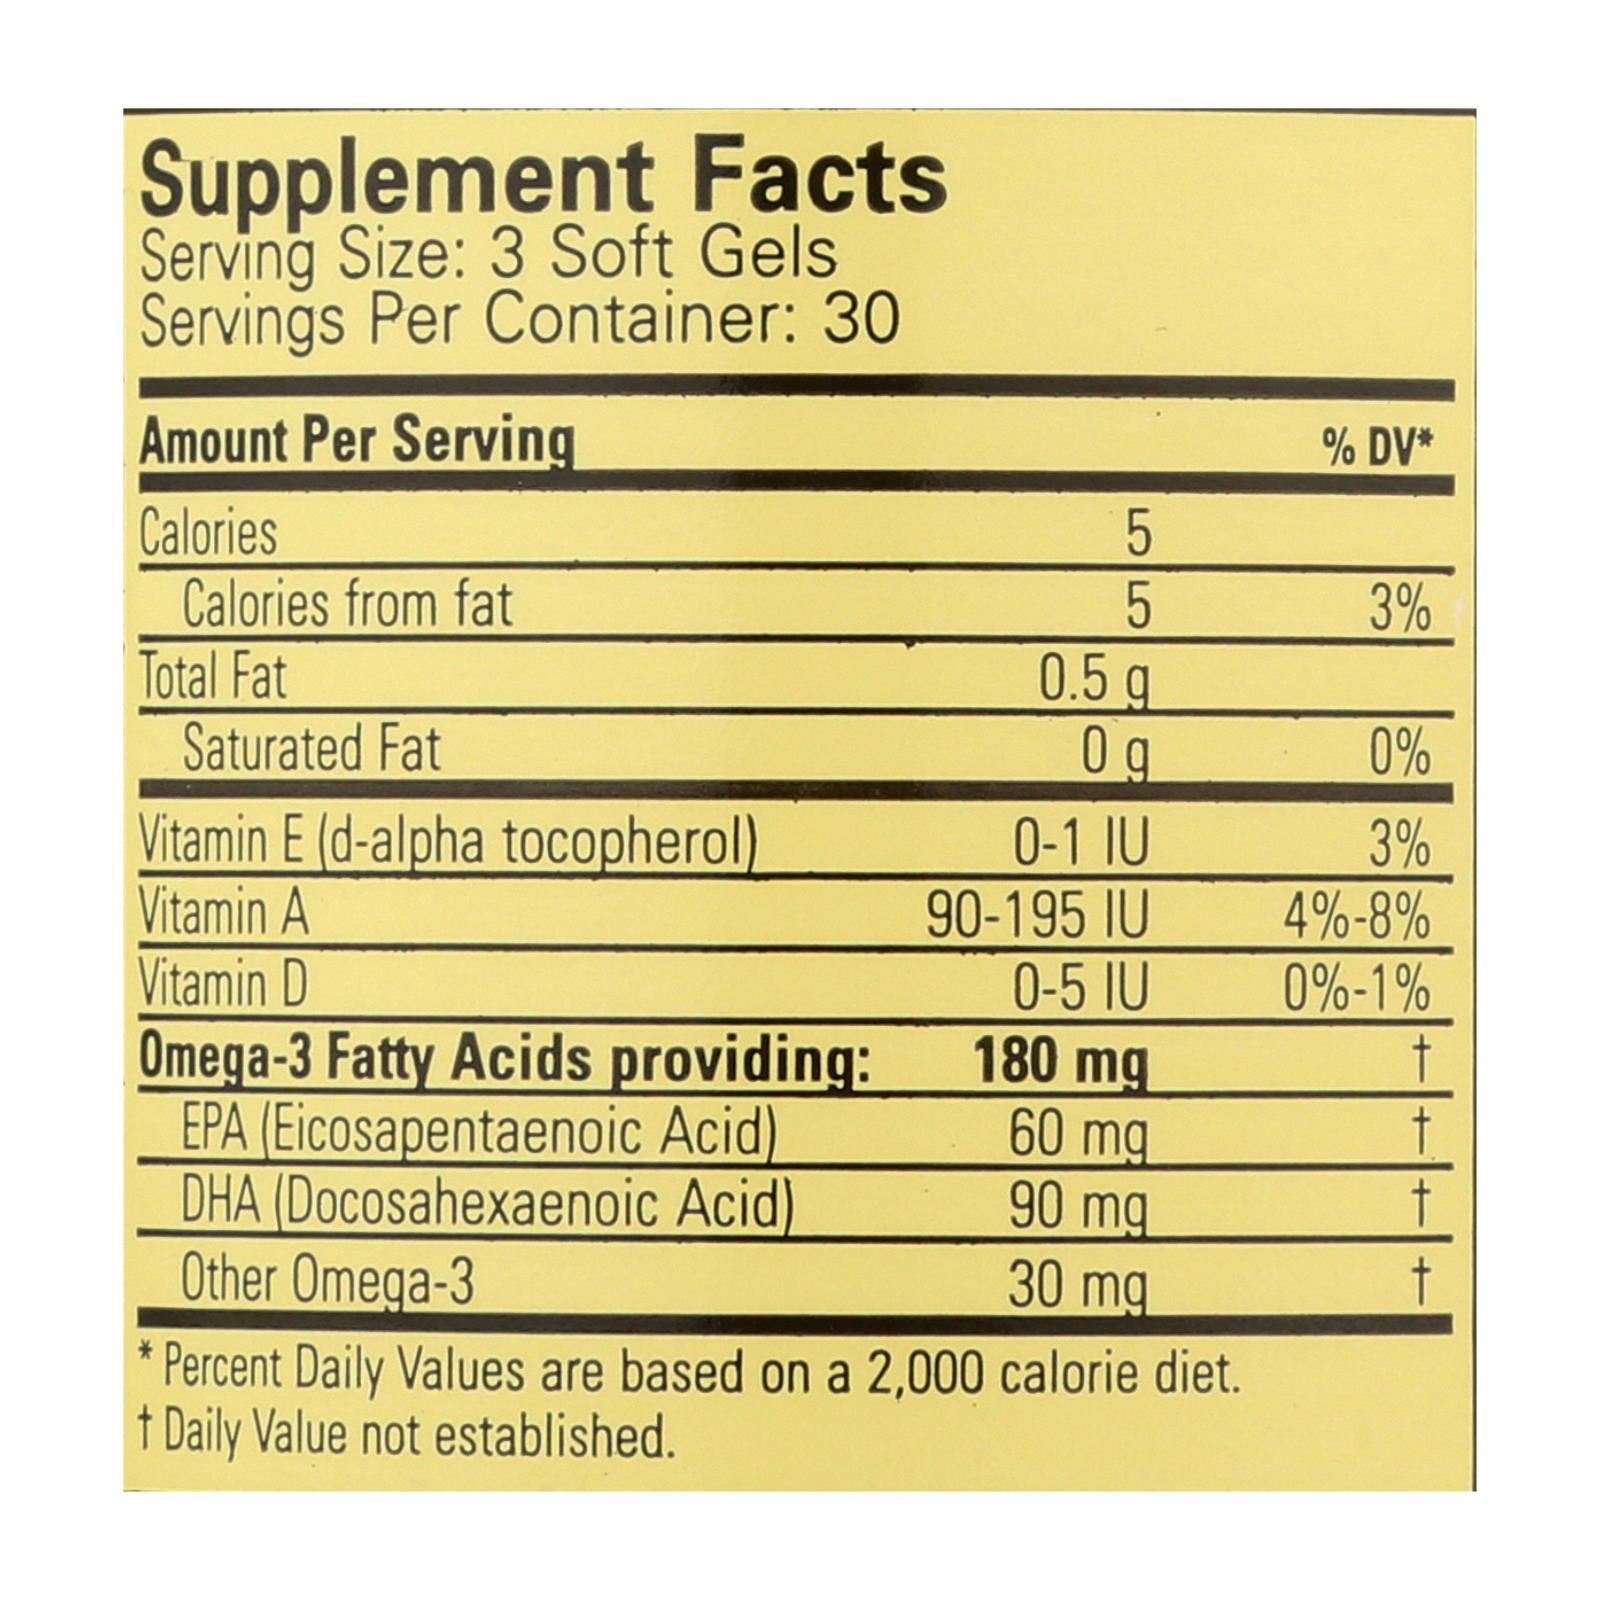 Supplement Facts
Serving Size: 3 Soft Gels
Servings Per Container: 30
Amount Per Serving % DV*
Calories 5
Calories from fat 5 3%
Total Fat 0.5 g
Saturated Fat 0 g 0%
Vitamin E (d-alpha tocopherol) 0-1 IU 3%
Vitamin A 90-195 IU 4%-8%
Vitamin D 0-5 IU 0%-1%
Omega-3 Fatty Acids providing: 180 mg †
EPA (Eicosapentaenoic Acid) 60 mg †
DHA (Docosahexaenoic Acid) 90 mg †
Other Omega-3 30 mg †
* Percent Daily Values are based on a 2,000 calorie diet.
† Daily Value not established.